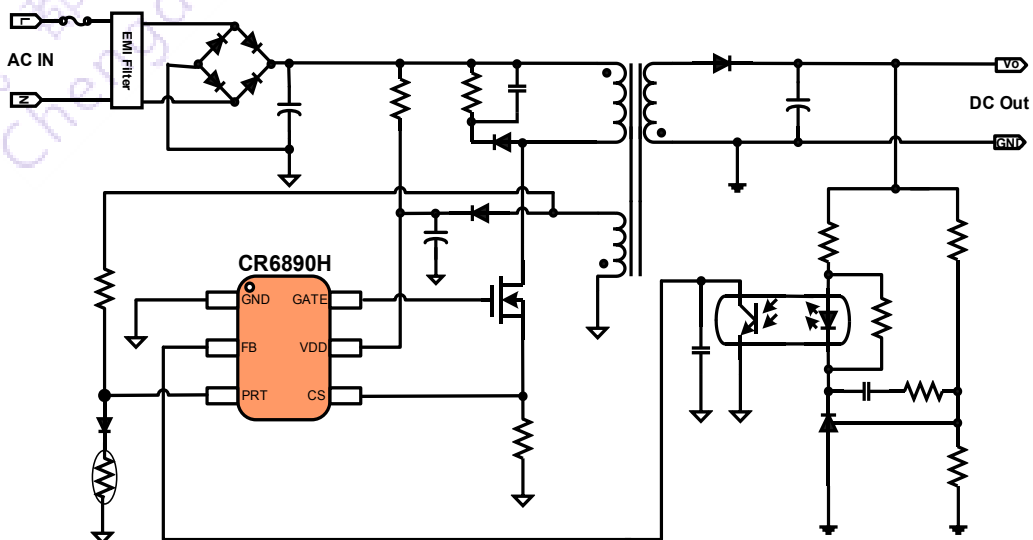 L
AC IN
N
EMI Filter
Vo
DC Out
GND
CR6890H
GND
GATE
FB
VDD
PRT
CS